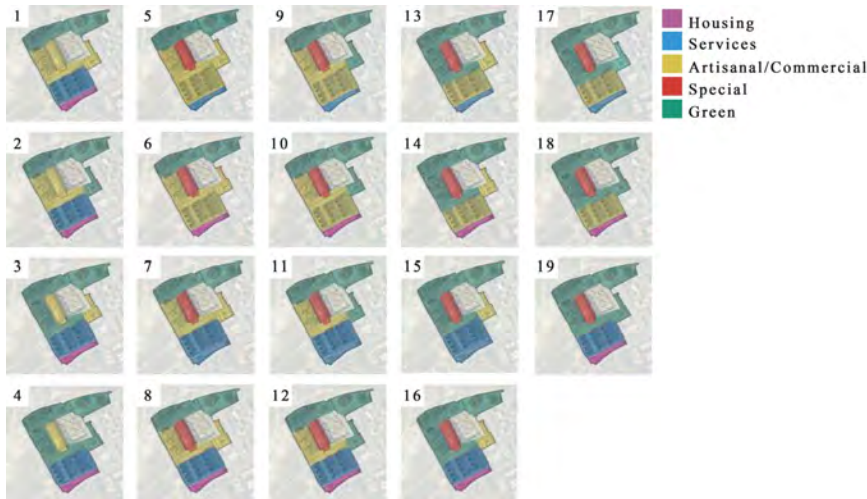 1 5 9 13 17
Housing
Services
Artisanal/Commercial
Special
Green
2 6 10 14 18
3 7 11 15 19
4 8 12 16